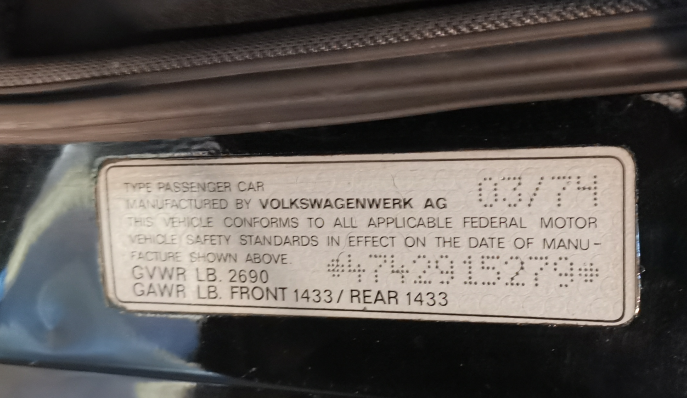 TYPE PASSENGER CAR
MANUFACTURED BY VOLKSWAGENWERK AG 03/74
THIS VEHICLE CONFORMS TO ALL APPLICABLE FEDERAL MOTOR
VEHICLE SAFETY STANDARDS IN EFFECT ON THE DATE OF MANU-
FACTURE SHOWN ABOVE.
GVWR LB. 2690 *4742915279*
GAWR LB. FRONT 1433 / REAR 1433